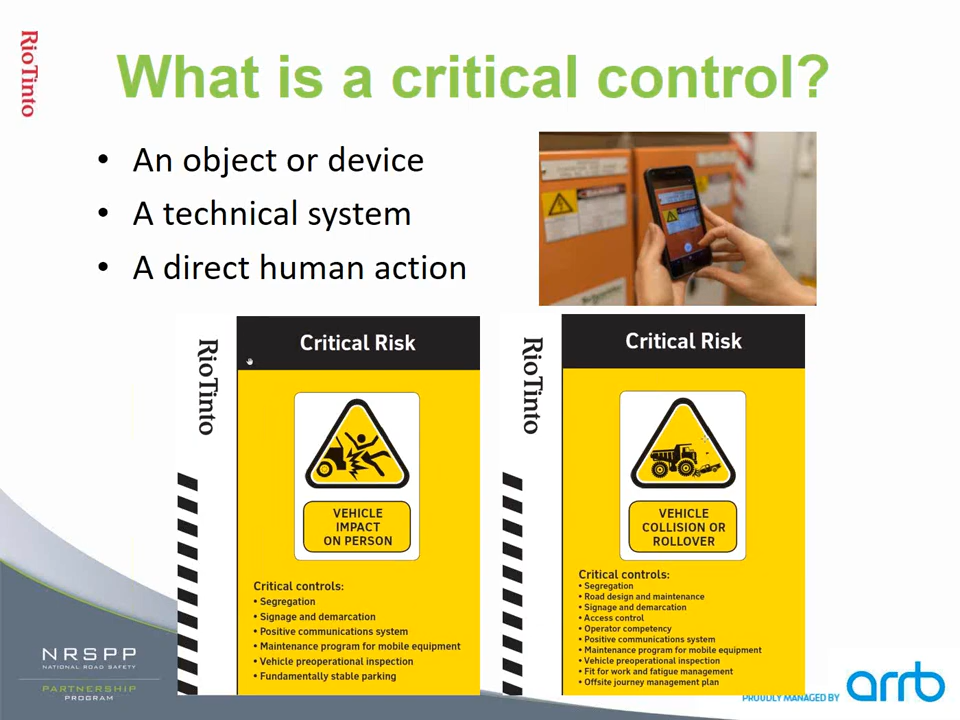 RioTinto
What is a critical control?
• An object or device
• A technical system
• A direct human action
DANGER
RioTinto
Critical Risk
VEHICLE
IMPACT
ON PERSON
Critical controls:
• Segregation
• Signage and demarcation
• Positive communications system
• Maintenance program for mobile equipment
• Vehicle preoperational inspection
• Fundamentally stable parking
RioTinto
Critical Risk
VEHICLE
COLLISION OR
ROLLOVER
Critical controls:
• Segregation
• Road design and maintenance
• Signage and demarcation
• Access control
• Operator competency
• Positive communications system
• Maintenance program for mobile equipment
• Vehicle preoperational inspection
• Fit for work and fatigue management
• Offsite journey management plan
NRSPP
NATIONAL ROAD SAFETY
PARTNERSHIP
PROGRAM
PROUDLY MANAGED BY
arrb